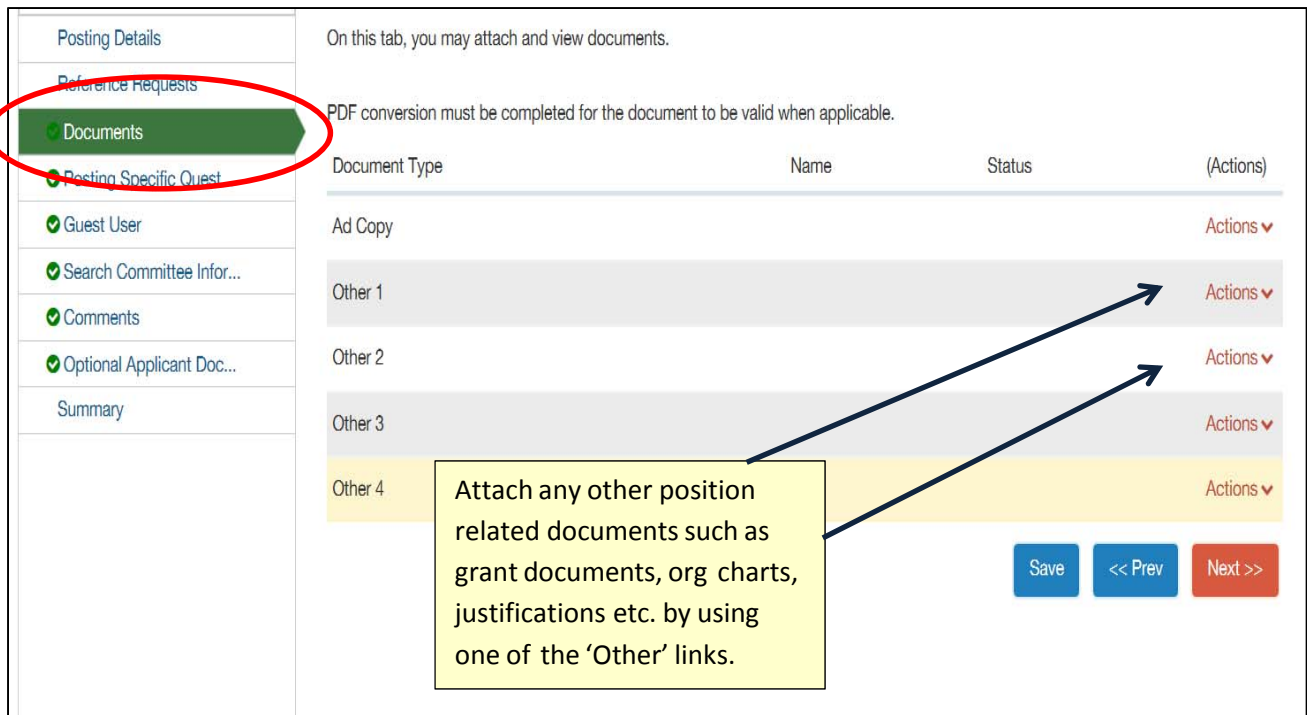 Posting Details
Reference Requests
Documents
Posting Specific Quest...
Guest User
Search Committee Infor...
Comments
Optional Applicant Doc...
Summary
On this tab, you may attach and view documents.
PDF conversion must be completed for the document to be valid when applicable.
Document Type Name Status (Actions)
Ad Copy Actions
Other 1 Actions
Other 2 Actions
Other 3 Actions
Other 4 Actions
Attach any other position
related documents such as
grant documents, org charts,
justifications etc. by using
one of the ‘Other’ links.
Save << Prev Next >>